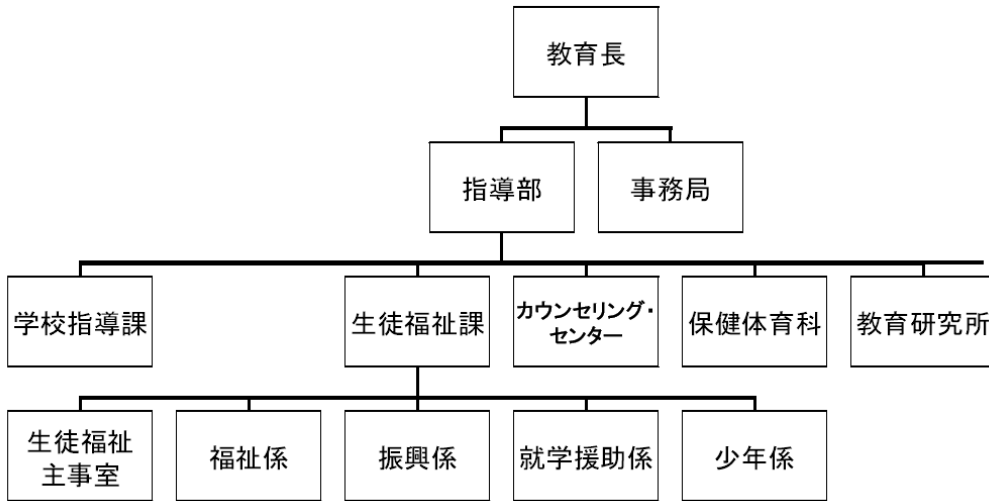 教育長
指導部
事務局
学校指導課
生徒福祉課
カウンセリング・
センター
保健体育科
教育研究所
生徒福祉
主事室
福祉係
振興係
就学援助係
少年係